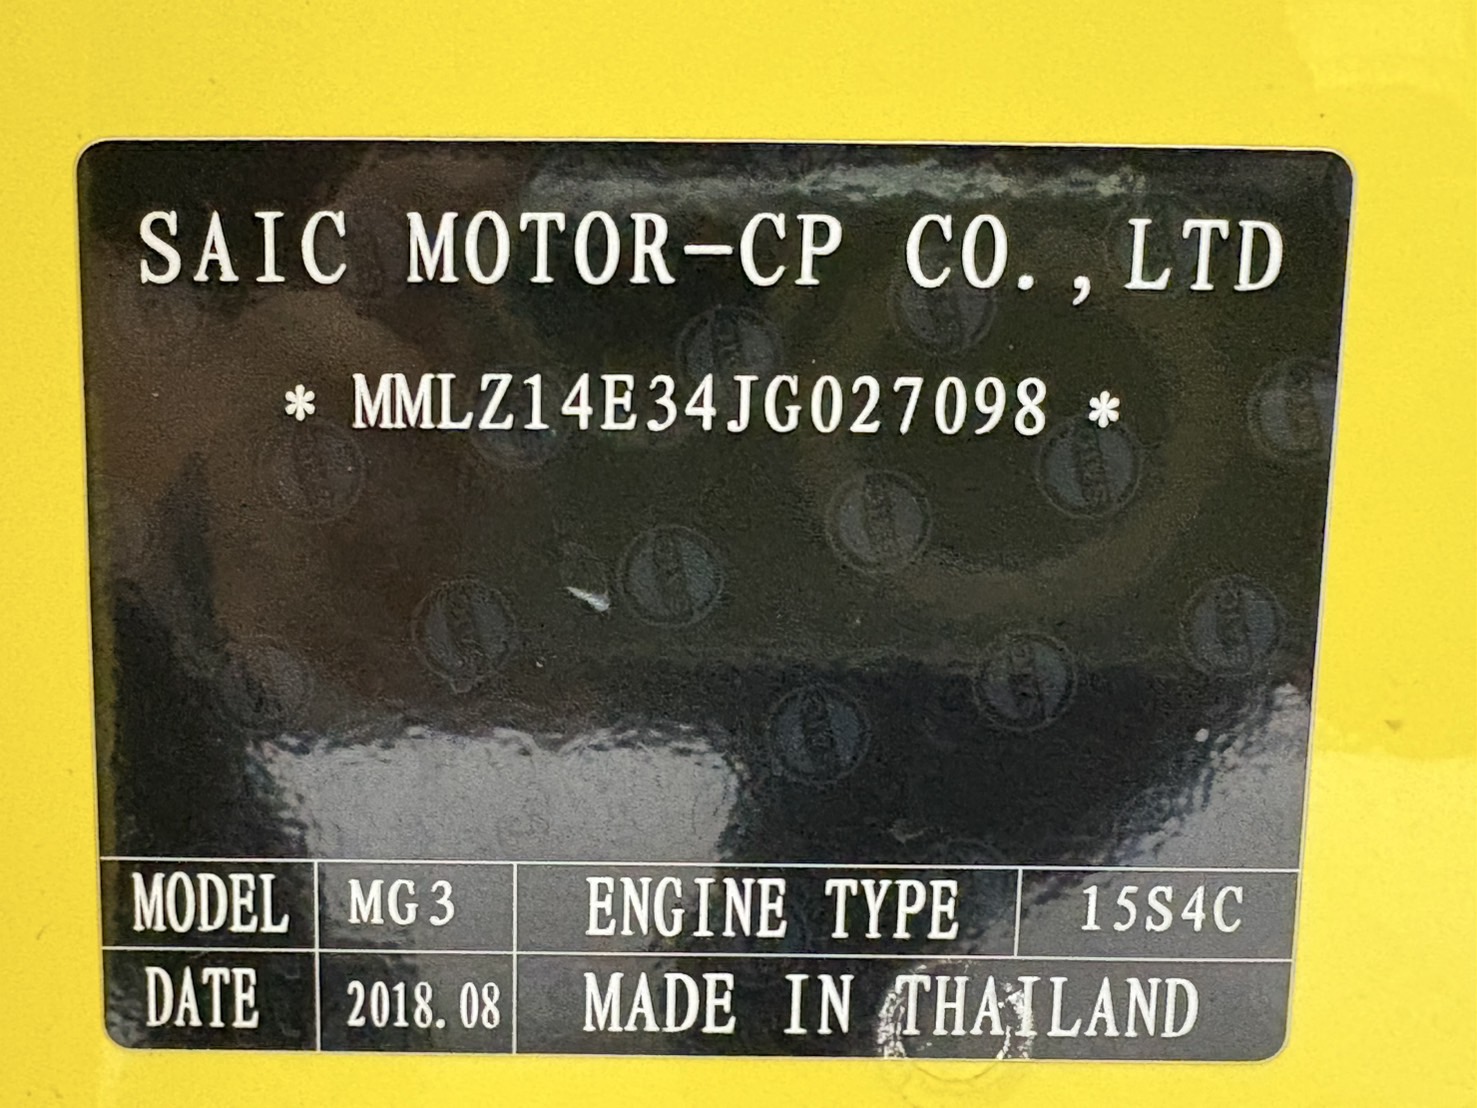 SAIC MOTOR-CP CO.,LTD
* MMLZ14E34JG027098 *
MODEL MG3 ENGINE TYPE 15S4C
DATE 2018.08 MADE IN THAILAND